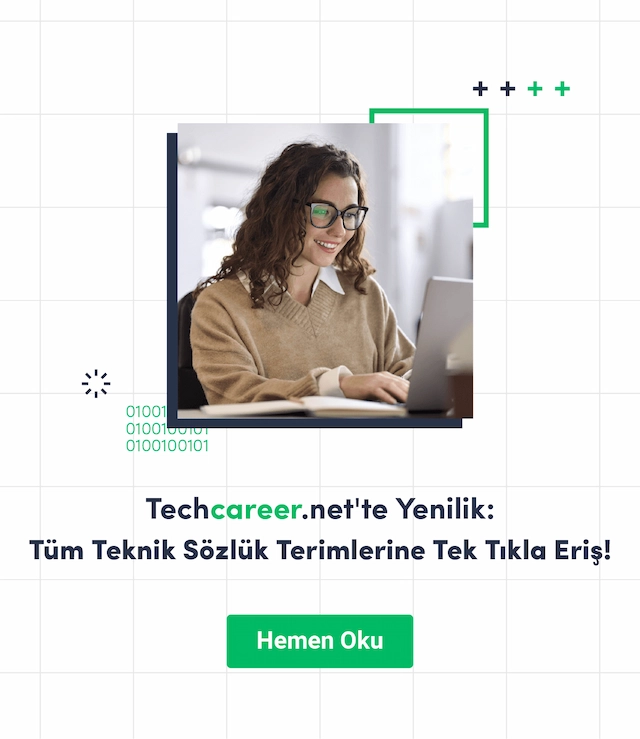 01001
0100100101
0100100101
Techcareer.net'te Yenilik:
Tüm Teknik Sözlük Terimlerine Tek Tıkla Eriş!
Hemen Oku